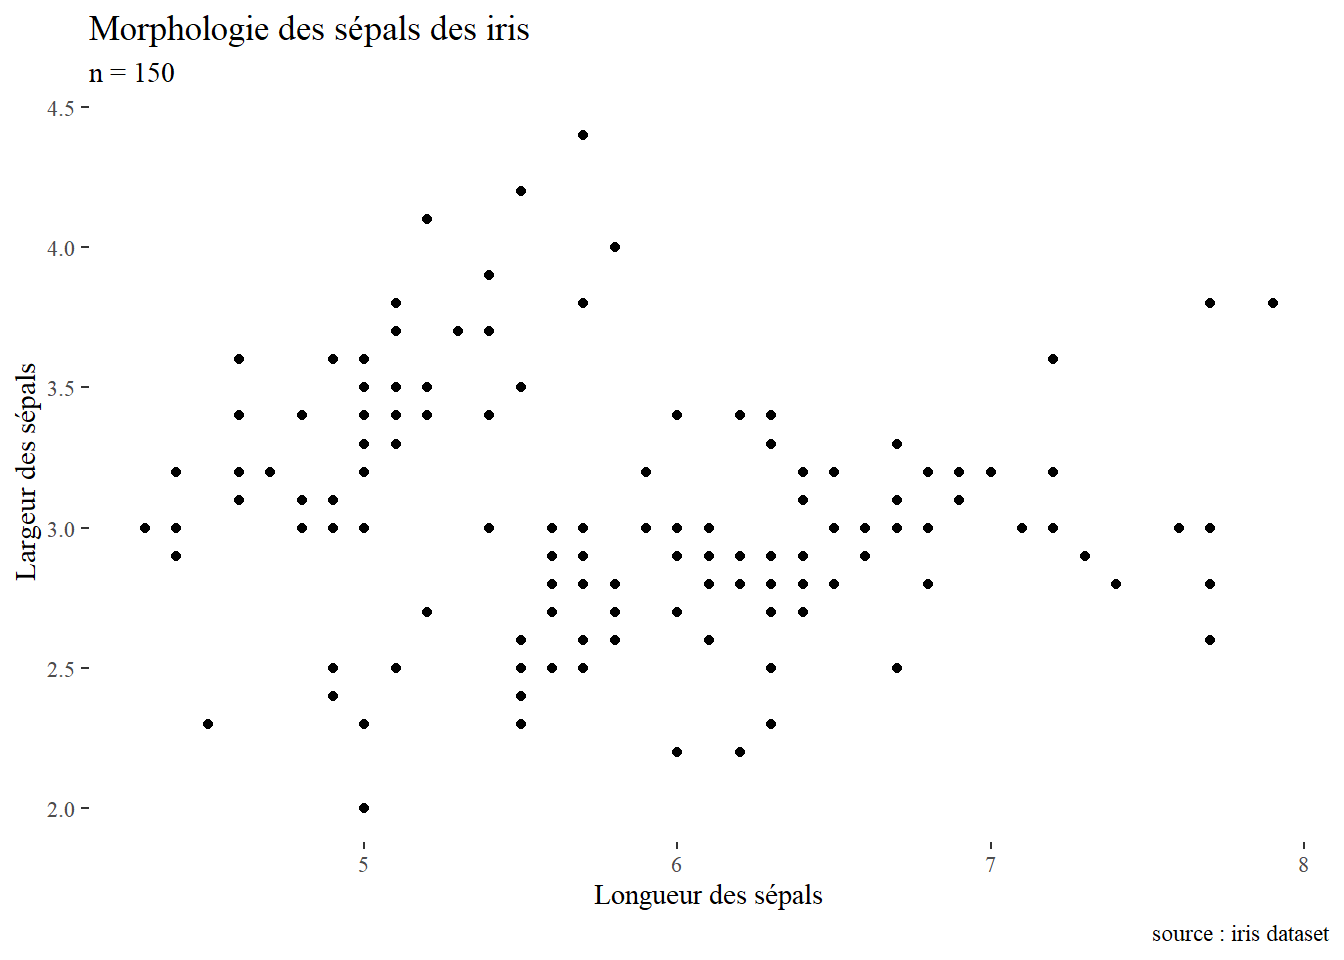 Morphologie des sépals des iris
n = 150
4.5
4.0
3.5
3.0
2.5
2.0
Largeur des sépals
5 6 7 8
Longueur des sépals
source : iris dataset